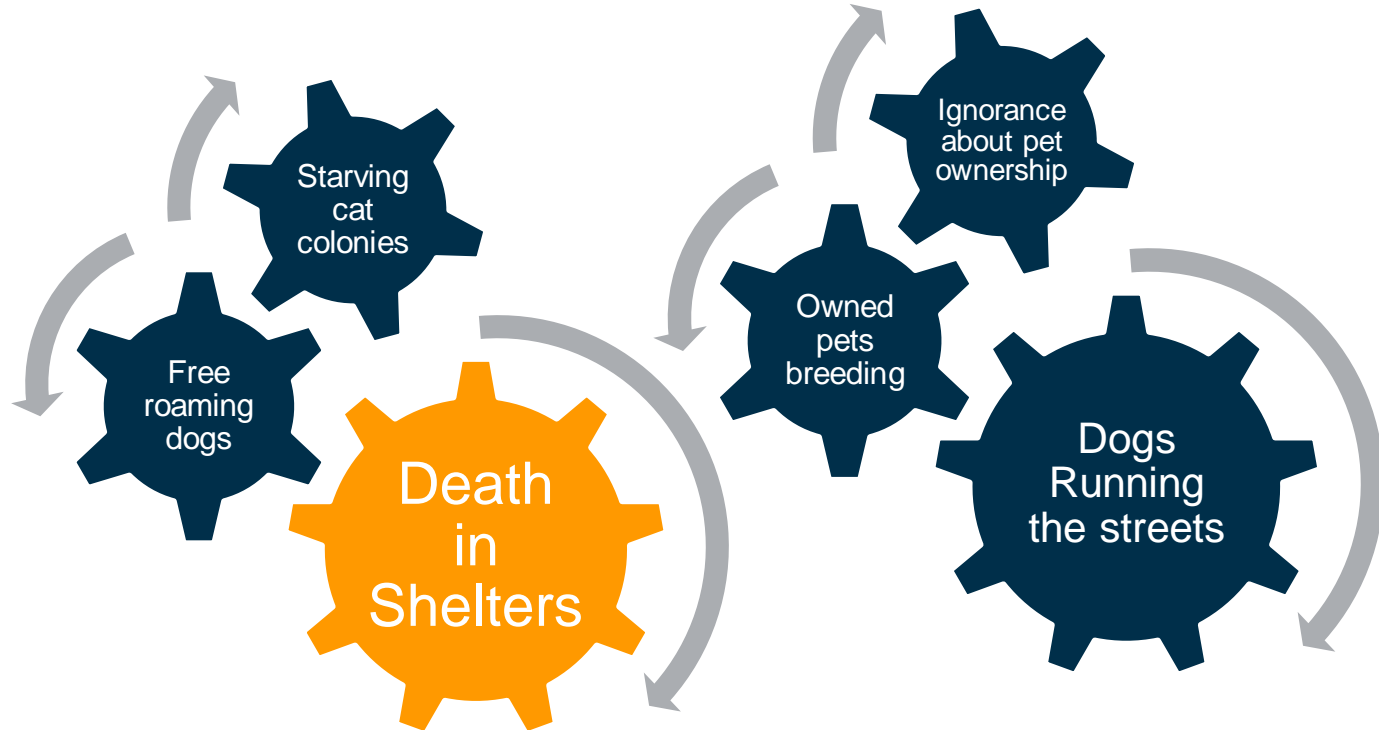 Starving
cat
colonies
Free
roaming
dogs
Death
in
Shelters
Ignorance
about pet
ownership
Owned
pets
breeding
Dogs
Running
the streets